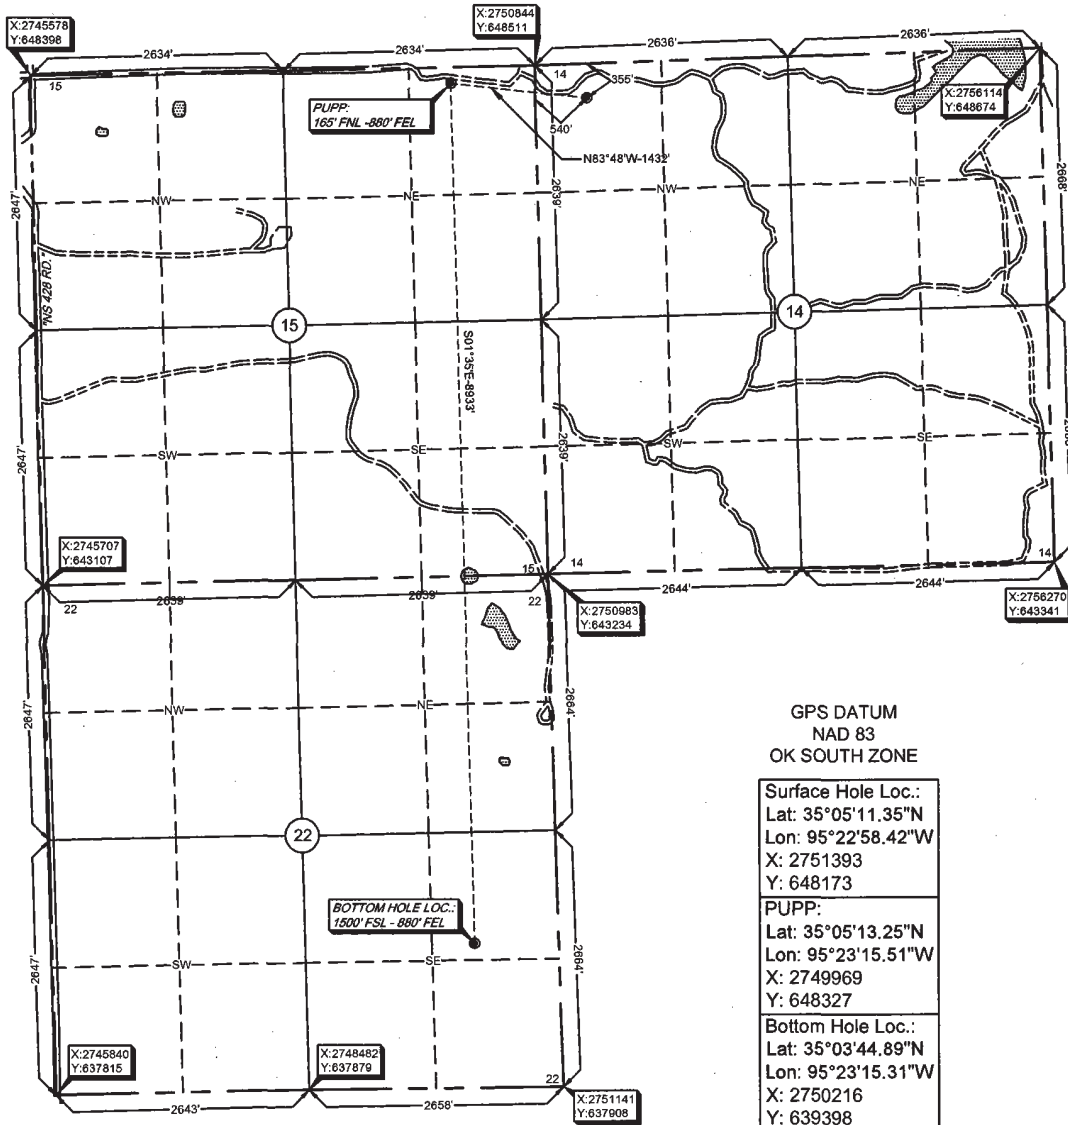 X:2745578
Y:648398
2634'
2634'
X:2750844
Y:648511
2636'
2636'
15
14
355'
PUPP:
165' FNL -880' FEL
X:2756114
Y:648674
540'
N83°48'W-1432'
2647'
NW
NE
2639'
NW
NE
2668'
"NS 428 RD."
15
14
S01°35'E-8933'
2647'
SW
SE
2639'
SW
SE
X:2745707
Y:643107
15
14
14
22
2639'
2639'
22
2644'
2644'
X:2750983
Y:643234
X:2756270
Y:643341
2647'
NW
NE
2664'
GPS DATUM
NAD 83
OK SOUTH ZONE
22
Surface Hole Loc.:
Lat: 35°05'11.35"N
Lon: 95°22'58.42"W
X: 2751393
Y: 648173
PUPP:
Lat: 35°05'13.25"N
Lon: 95°23'15.51"W
X: 2749969
Y: 648327
BOTTOM HOLE LOC.:
1500' FSL - 880' FEL
2647'
SW
SE
2664'
Bottom Hole Loc.:
Lat: 35°03'44.89"N
Lon: 95°23'15.31"W
X: 2750216
Y: 639398
X:2745840
Y:637815
X:2748482
Y:637879
22
2643'
2658'
X:2751141
Y:637908